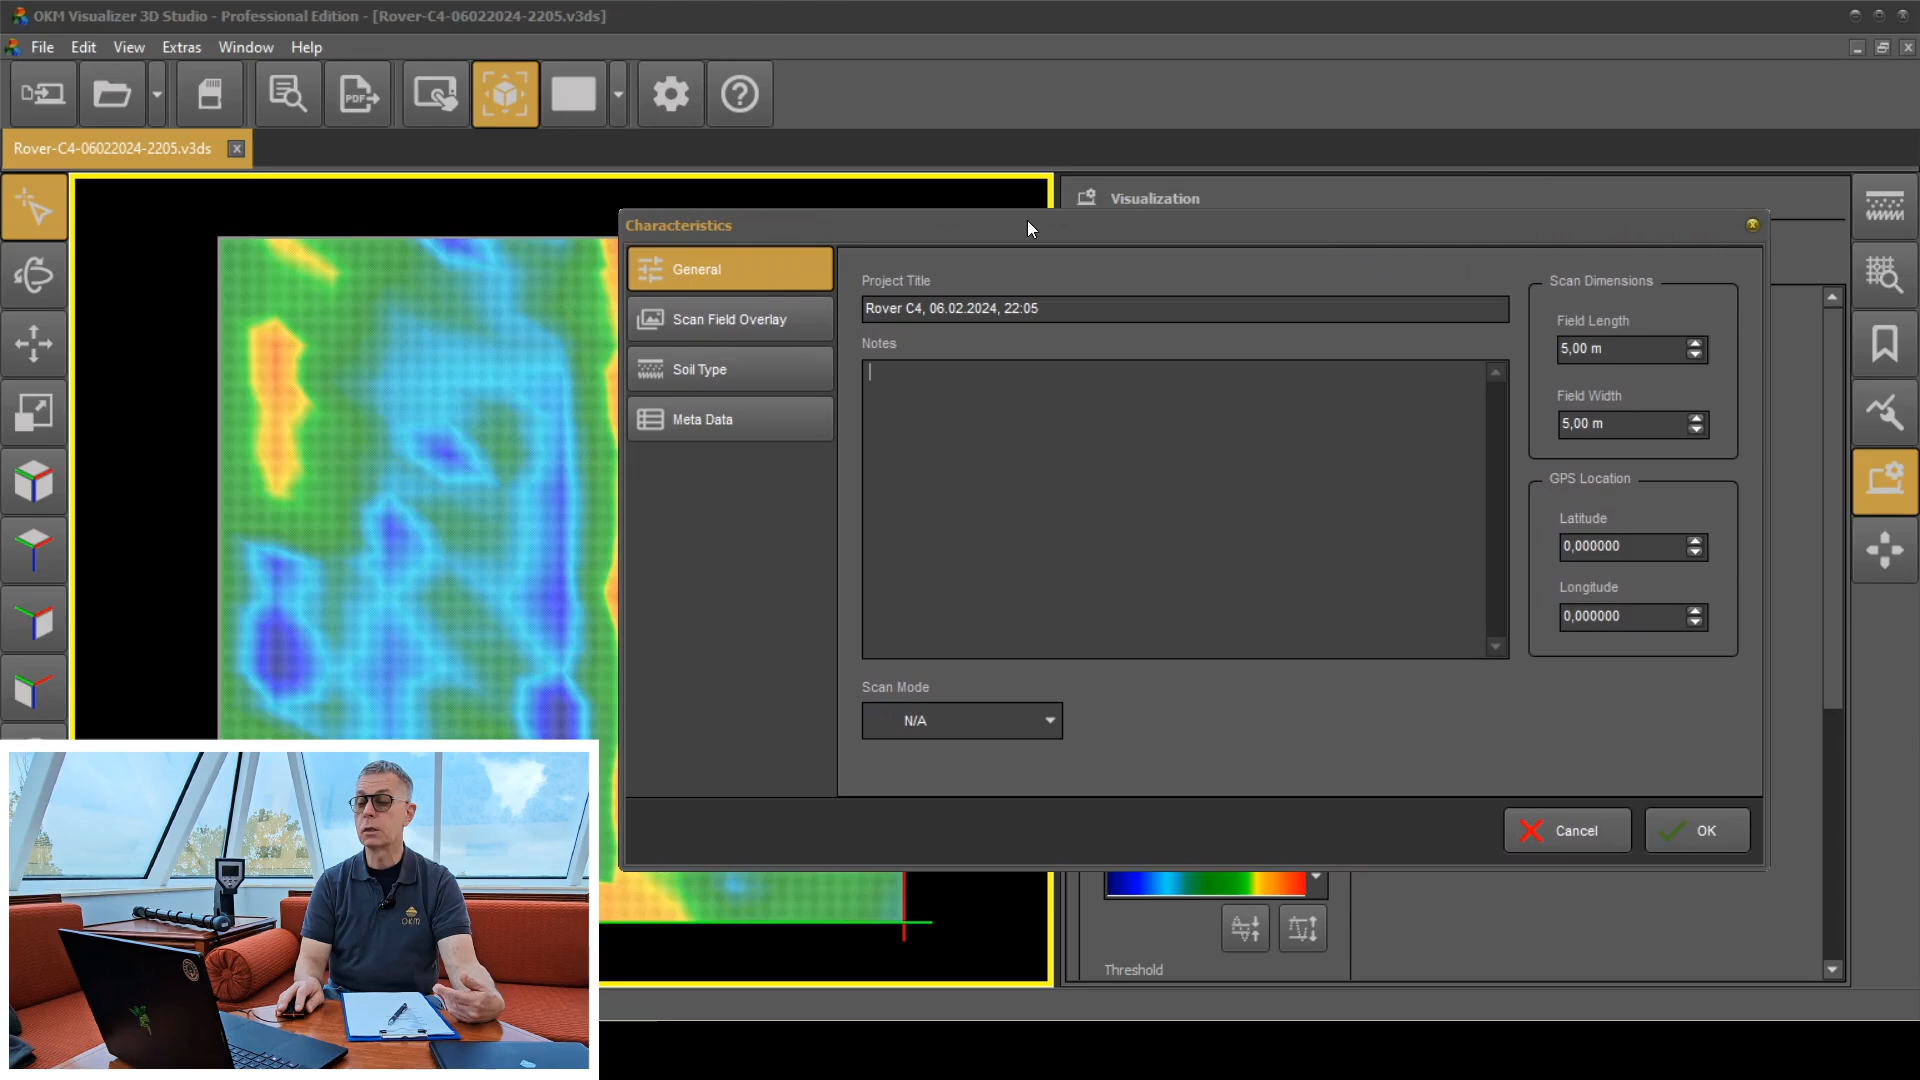 OKM Visualizer 3D Studio - Professional Edition - [Rover-C4-06022024-2205.v3ds]
File Edit View Extras Window Help
PDF
Rover-C4-06022024-2205.v3ds
Visualization
Characteristics
General
Scan Field Overlay
Soil Type
Meta Data
Project Title
Rover C4, 06.02.2024, 22:05
Notes
Scan Mode
N/A
Scan Dimensions
Field Length
5,00 m
Field Width
5,00 m
GPS Location
Latitude
0,000000
Longitude
0,000000
Cancel
OK
Threshold
OKM